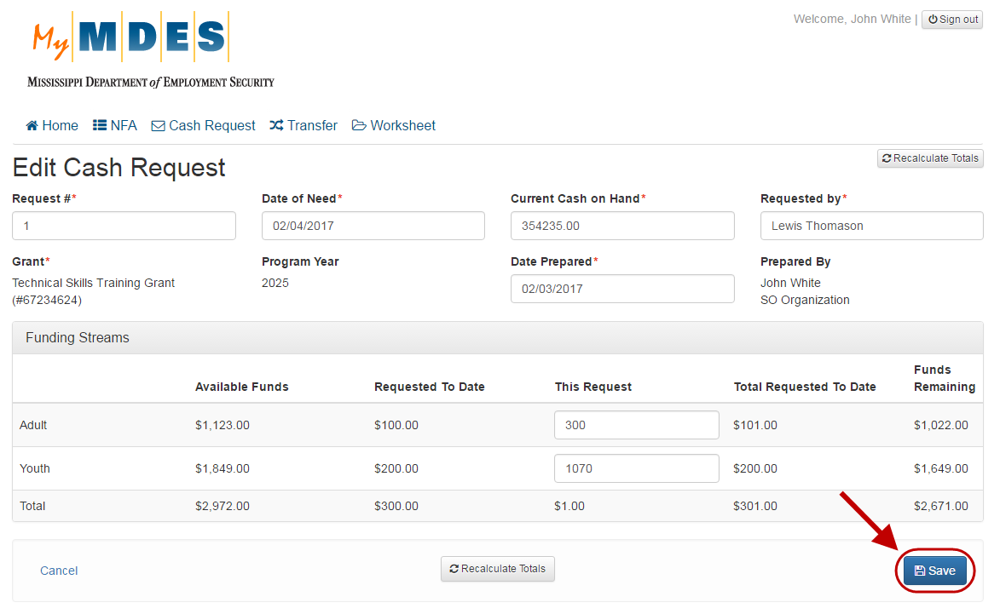 My MDES
Mississippi Department of Employment Security
Welcome, John White | Sign out
Home NFA Cash Request Transfer Worksheet
Edit Cash Request
Recalculate Totals
Request #* Date of Need* Current Cash on Hand* Requested by*
1 02/04/2017 354235.00 Lewis Thomason
Grant* Program Year Date Prepared* Prepared By
Technical Skills Training Grant 2025 02/03/2017 John White
(#67234624) SO Organization
Funding Streams
Available Funds Requested To Date This Request Total Requested To Date Funds Remaining
Adult $1,123.00 $100.00 300 $101.00 $1,022.00
Youth $1,849.00 $200.00 1070 $200.00 $1,649.00
Total $2,972.00 $300.00 $1.00 $301.00 $2,671.00
Cancel Recalculate Totals Save